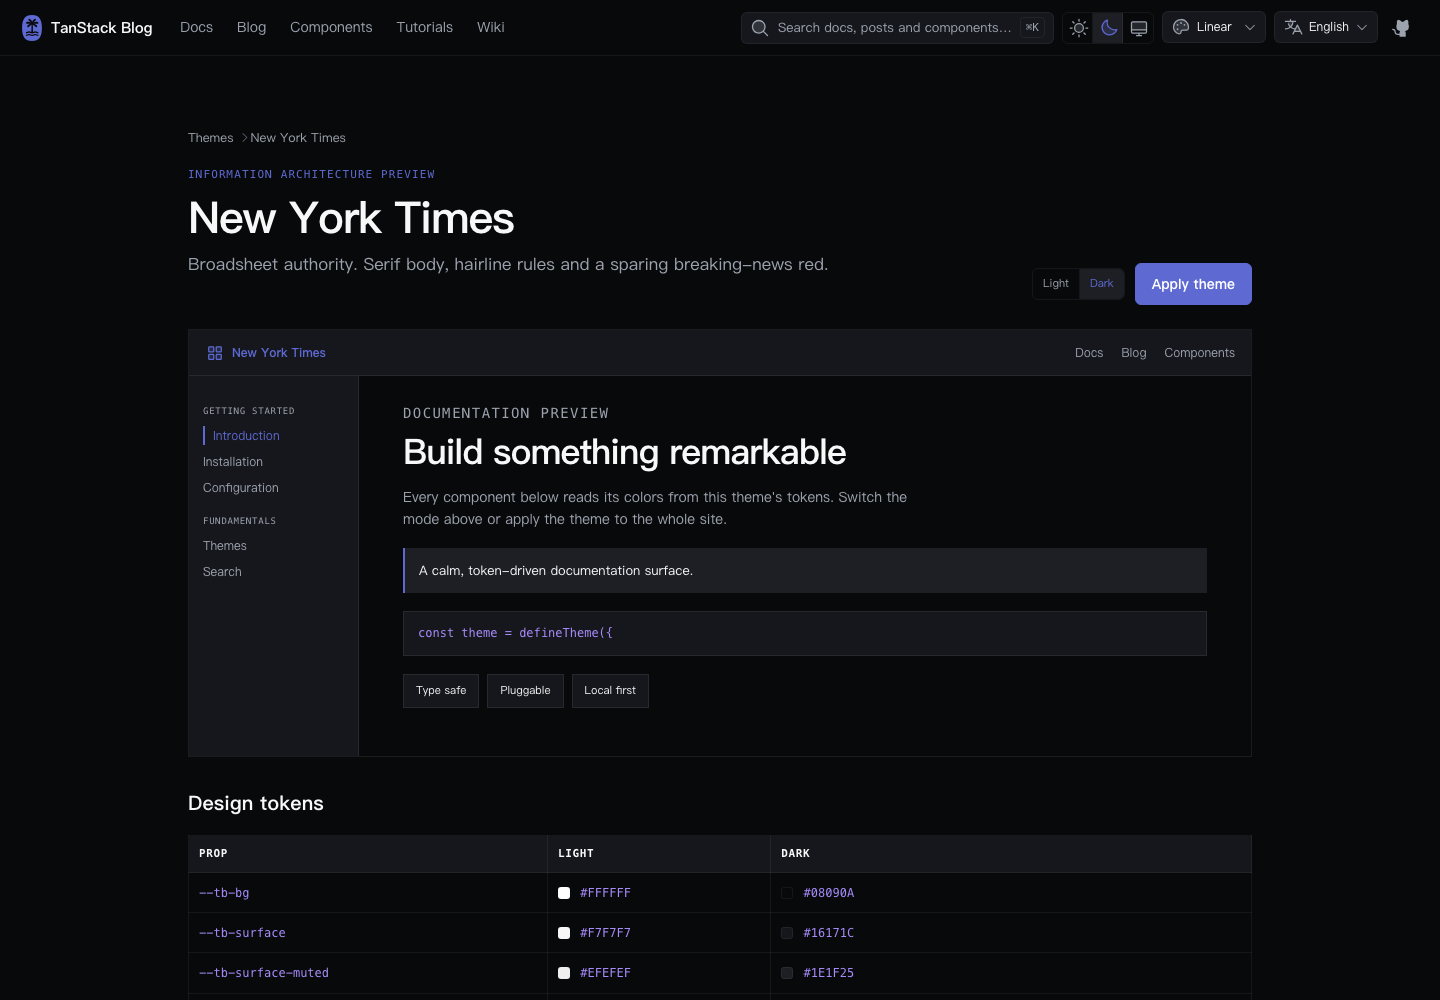 TanStack Blog
Docs
Blog
Components
Tutorials
Wiki
Search docs, posts and components...
⌘K
Linear
English
Themes
New York Times
INFORMATION ARCHITECTURE PREVIEW
New York Times
Broadsheet authority. Serif body, hairline rules and a sparing breaking-news red.
Light
Dark
Apply theme
New York Times
Docs
Blog
Components
GETTING STARTED
Introduction
Installation
Configuration
FUNDAMENTALS
Themes
Search
DOCUMENTATION PREVIEW
Build something remarkable
Every component below reads its colors from this theme's tokens. Switch the
mode above or apply the theme to the whole site.
A calm, token-driven documentation surface.
const theme = defineTheme({
Type safe
Pluggable
Local first
Design tokens
PROP
LIGHT
DARK
--tb-bg
#FFFFFF
#08090A
--tb-surface
#F7F7F7
#16171C
--tb-surface-muted
#EFEFEF
#1E1F25